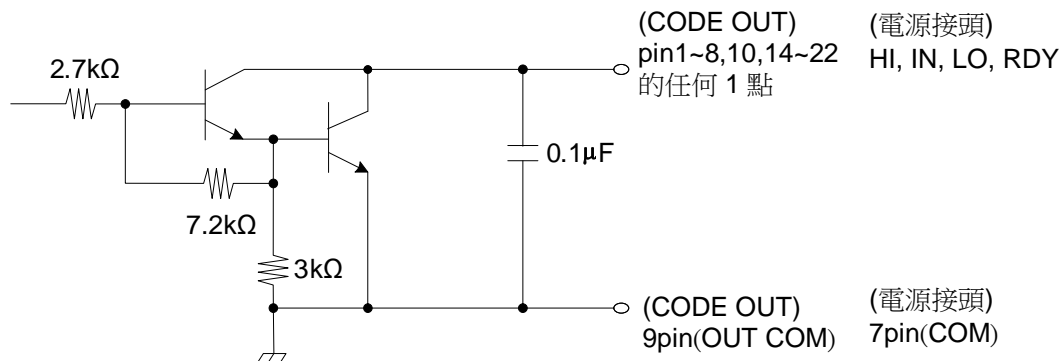 (CODE OUT) (電源接頭)
pin1~8,10,14~22 HI, IN, LO, RDY
的任何 1 點
2.7kΩ
0.1μF
7.2kΩ
3kΩ
(CODE OUT) (電源接頭)
9pin(OUT COM) 7pin(COM)